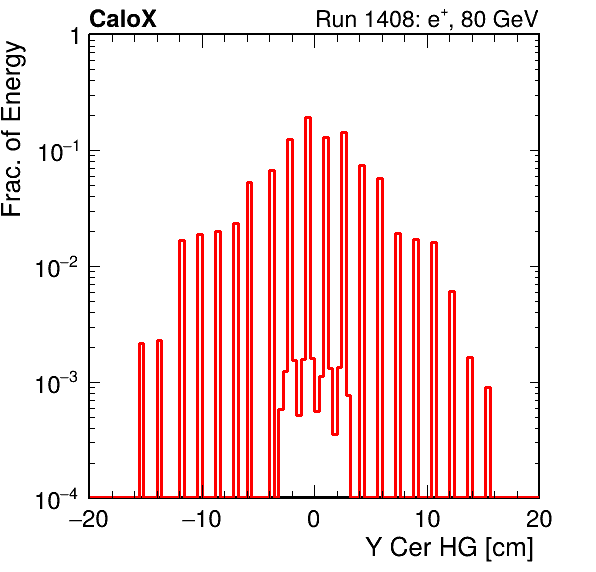 CaloX Run 1408: e⁺, 80 GeV
Frac. of Energy
1
10⁻¹
10⁻²
10⁻³
10⁻⁴
−20 −10 0 10 20
Y Cer HG [cm]